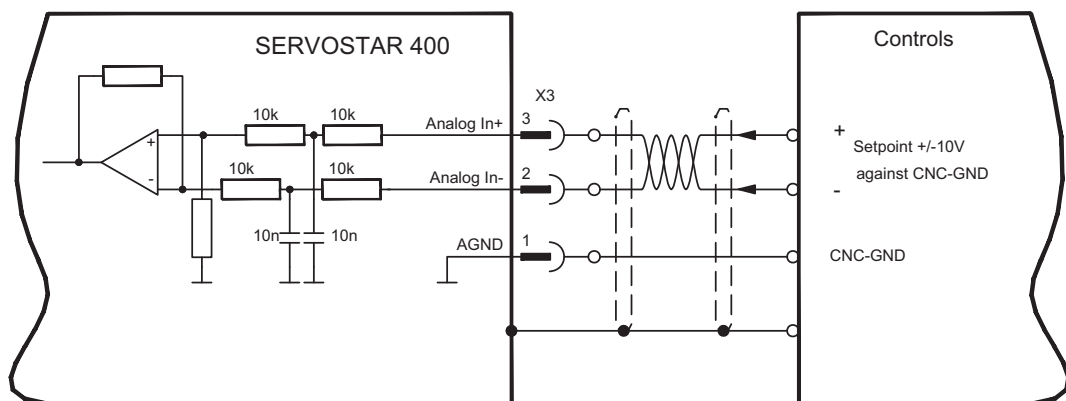 SERVOSTAR 400
Controls
X3
10k
10k
Analog In+
3
+
+
Setpoint +/-10V
against CNC-GND
-
10k
10k
Analog In-
2
-
10n
10n
AGND
1
CNC-GND